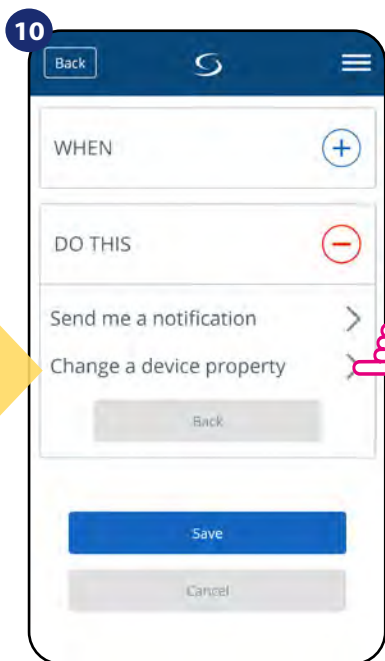 10
Back
WHEN
DO THIS
Send me a notification
Change a device property
Back
Save
Cancel